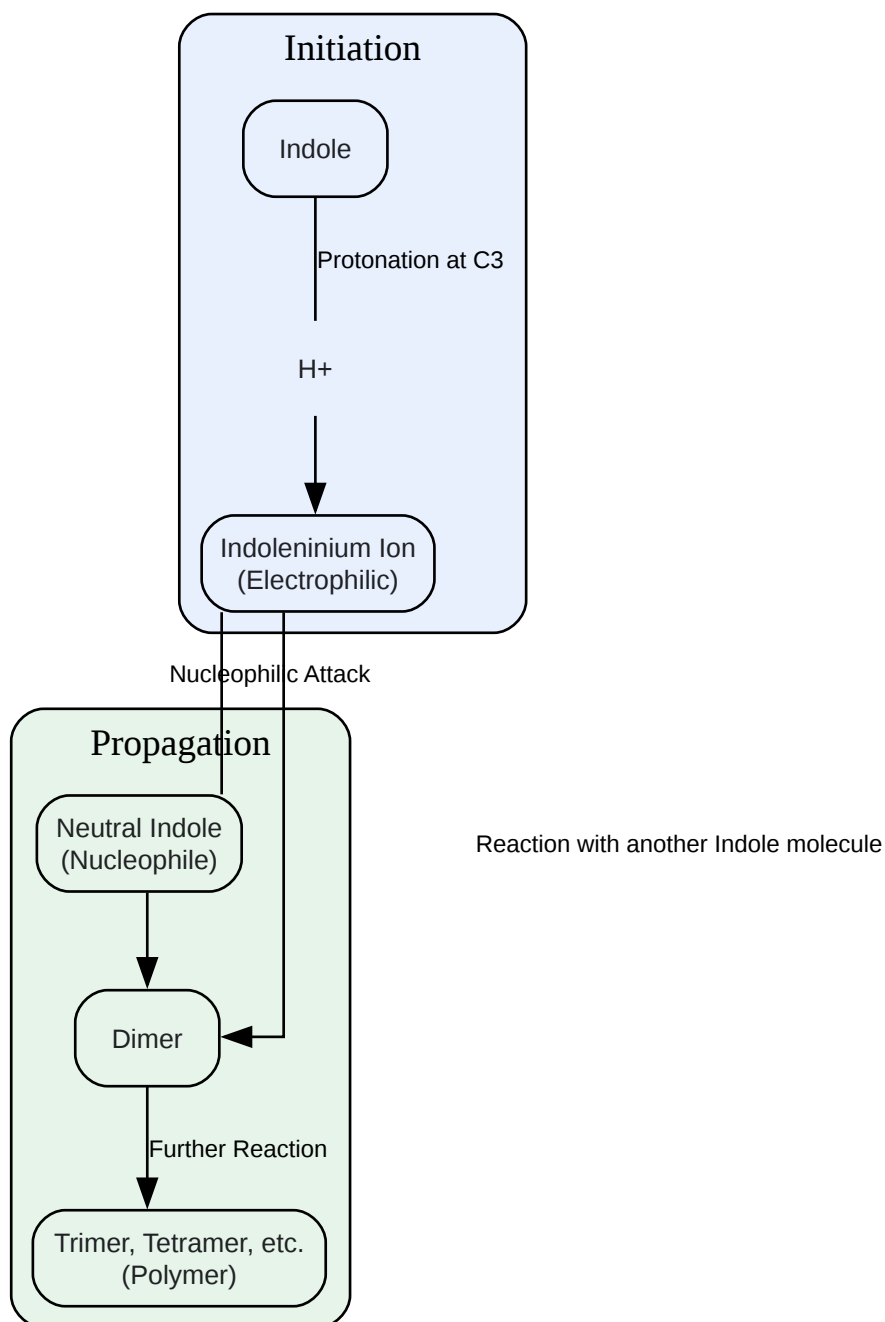 Initiation
Indole
Protonation at C3
H+
Indoleninium Ion
(Electrophilic)
Nucleophilic Attack
Propagation
Neutral Indole
(Nucleophile)
Reaction with another Indole molecule
Dimer
Further Reaction
Trimer, Tetramer, etc.
(Polymer)